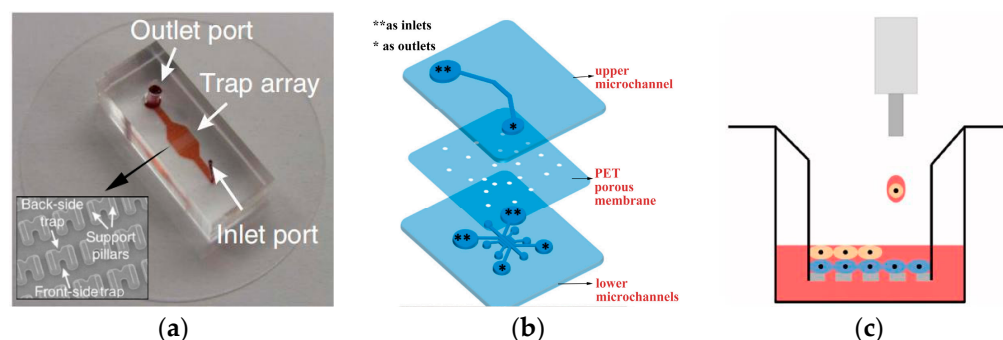 Outlet port
Trap array
Back-side
trap
Support
pillars
Front-side trap
Inlet port
**as inlets
* as outlets
**
*
upper
microchannel
PET
porous
membrane
**
**
*
*
lower
microchannels
(a)
(b)
(c)